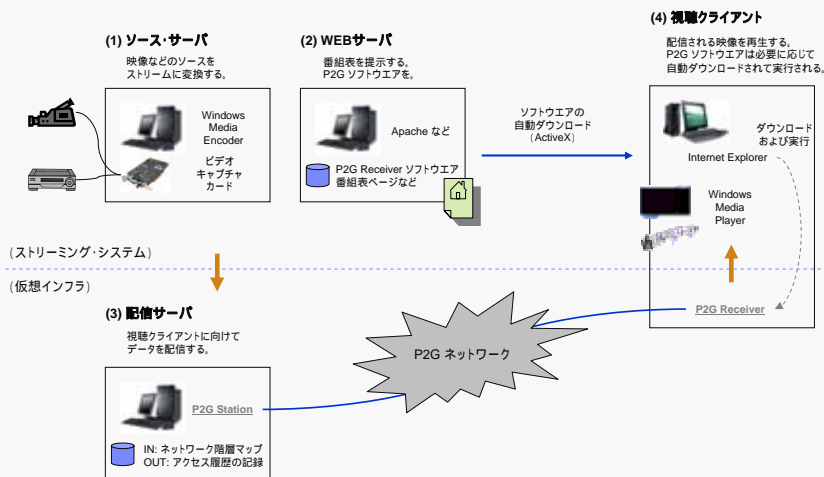 (1) ソース・サーバ
映像などのソースを
ストリームに変換する。
Windows
Media
Encoder
ビデオ
キャプチャ
カード
(2) WEBサーバ
番組表を提示する。
P2G ソフトウエアを。
Apache など
P2G Receiver ソフトウエア
番組表ページなど
ソフトウエアの
自動ダウンロード
(ActiveX)
(4) 視聴クライアント
配信される映像を再生する。
P2G ソフトウエアは必要に応じて
自動ダウンロードされて実行される。
ダウンロード
および実行
Internet Explorer
Windows
Media
Player
P2G Receiver
(ストリーミング・システム)
(仮想インフラ)
(3) 配信サーバ
視聴クライアントに向けて
データを配信する。
P2G Station
IN: ネットワーク階層マップ
OUT: アクセス履歴の記録
P2G ネットワーク